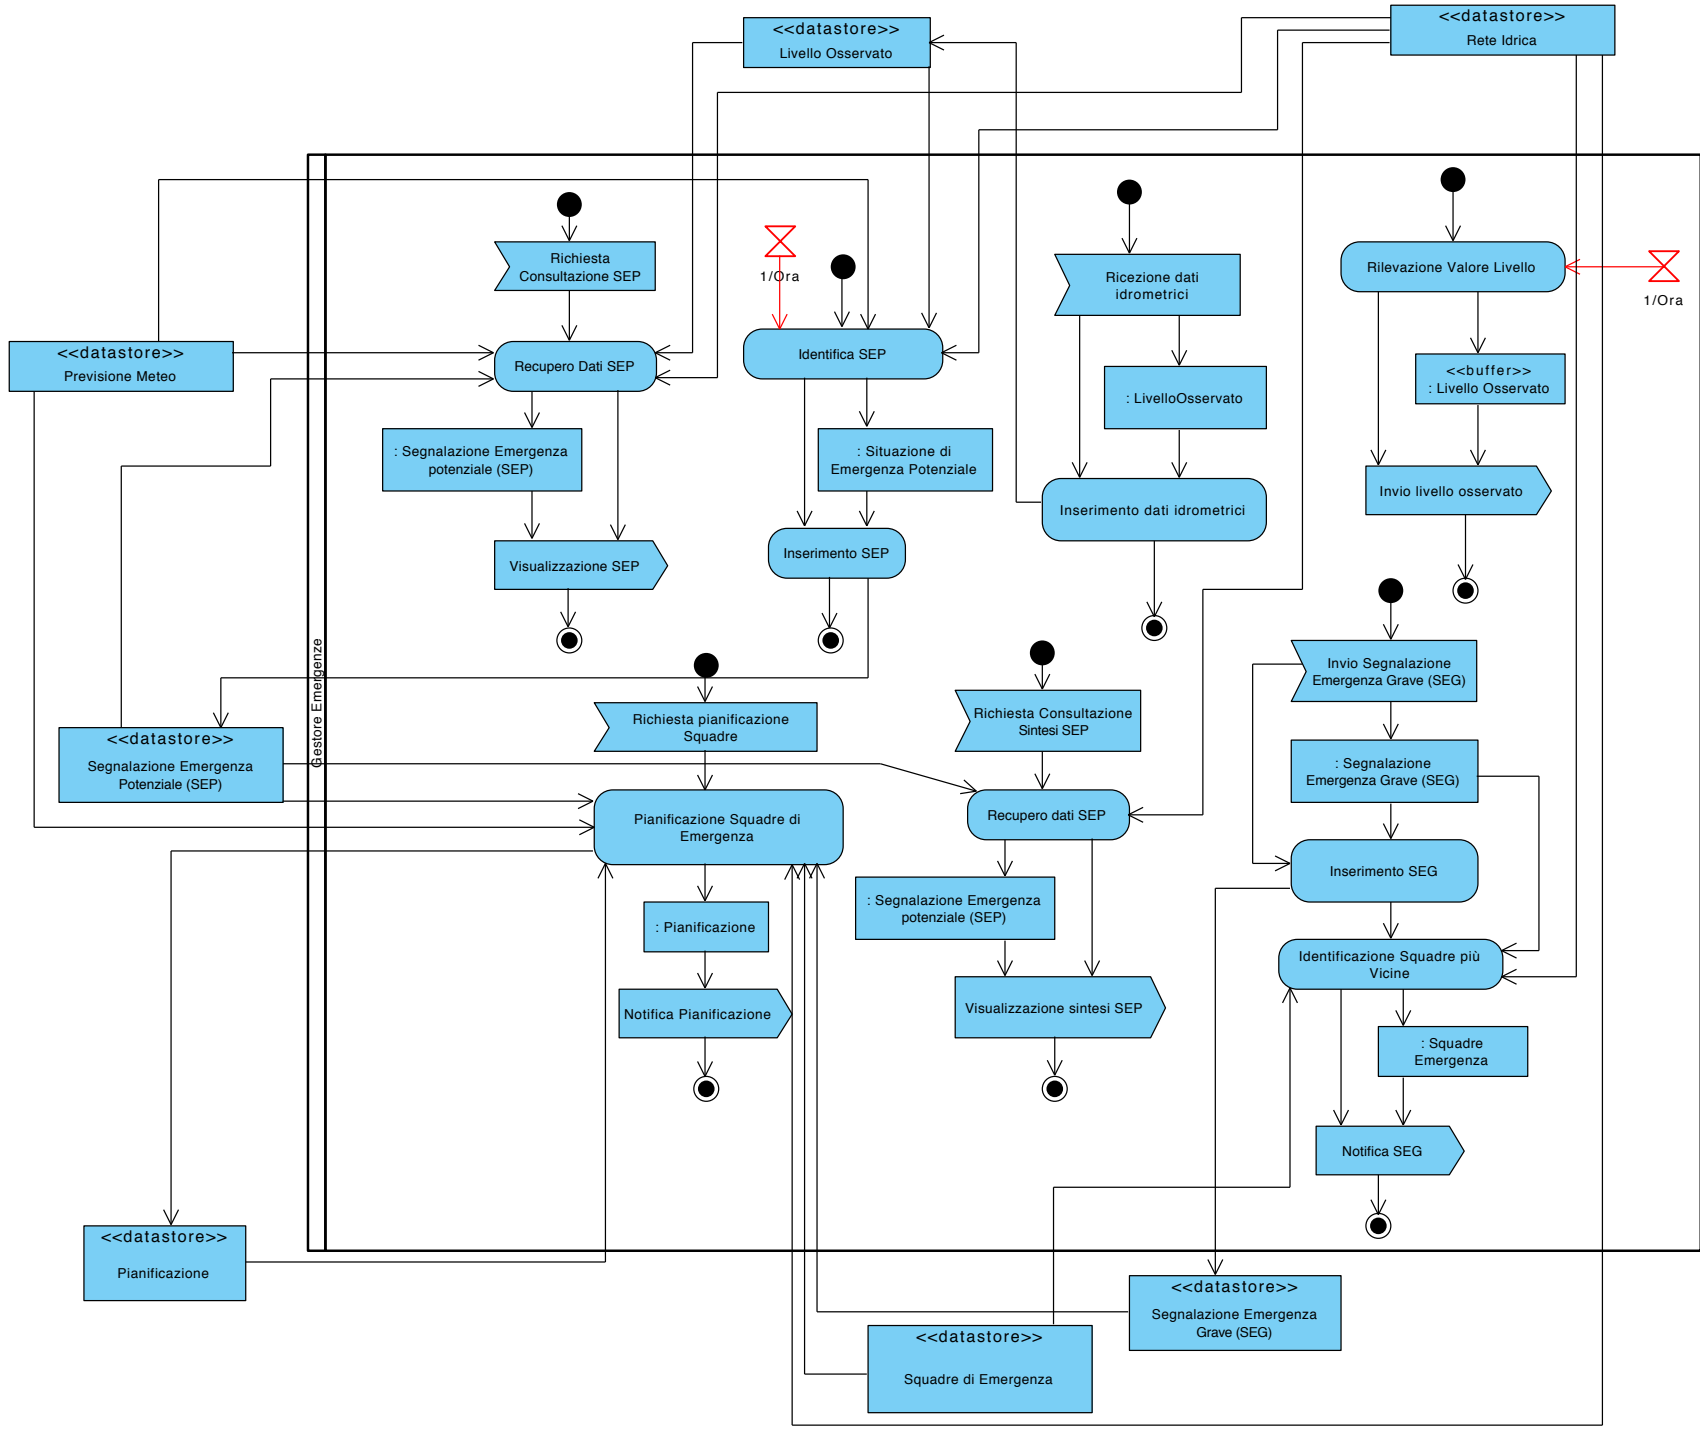 <<datastore>>
Livello Osservato
<<datastore>>
Rete Idrica
Gestore Emergenze
Richiesta
Consultazione SEP
1/Ora
Ricezione dati
idrometrici
Rilevazione Valore Livello
1/Ora
<<datastore>>
Previsione Meteo
Recupero Dati SEP
Identifica SEP
: LivelloOsservato
<<buffer>>
: Livello Osservato
: Segnalazione Emergenza
potenziale (SEP)
: Situazione di
Emergenza Potenziale
Inserimento dati idrometrici
Invio livello osservato
Visualizzazione SEP
Inserimento SEP
Invio Segnalazione
Emergenza Grave (SEG)
<<datastore>>
Segnalazione Emergenza
Potenziale (SEP)
Richiesta pianificazione
Squadre
Richiesta Consultazione
Sintesi SEP
: Segnalazione
Emergenza Grave (SEG)
Pianificazione Squadre di
Emergenza
Recupero dati SEP
Inserimento SEG
: Pianificazione
: Segnalazione Emergenza
potenziale (SEP)
Identificazione Squadre più
Vicine
Notifica Pianificazione
Visualizzazione sintesi SEP
: Squadre
Emergenza
Notifica SEG
<<datastore>>
Pianificazione
<<datastore>>
Segnalazione Emergenza
Grave (SEG)
<<datastore>>
Squadre di Emergenza